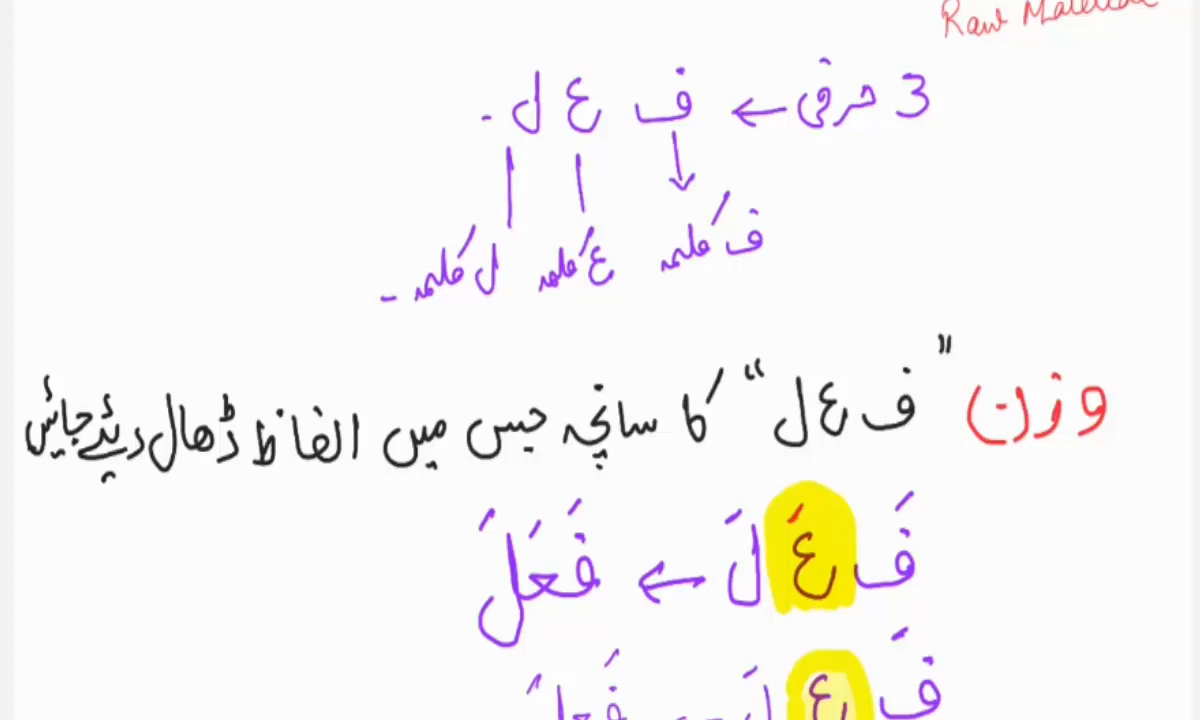 Raw Material
3 حرفی ← ف ع ل ۔
ف کلمہ ع کلمہ ل کلمہ ۔
وزن "ف ع ل" کا سانچہ جس میں الفاظ ڈھال دیئے جائیں
فَ عَ لَ ← فَعَلَ